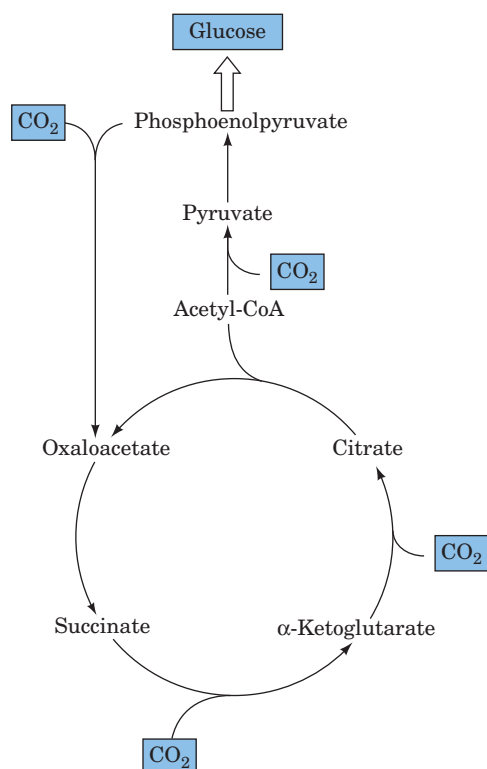 Glucose
CO₂
Phosphoenolpyruvate
Pyruvate
CO₂
Acetyl-CoA
Oxaloacetate
Citrate
CO₂
Succinate
α-Ketoglutarate
CO₂